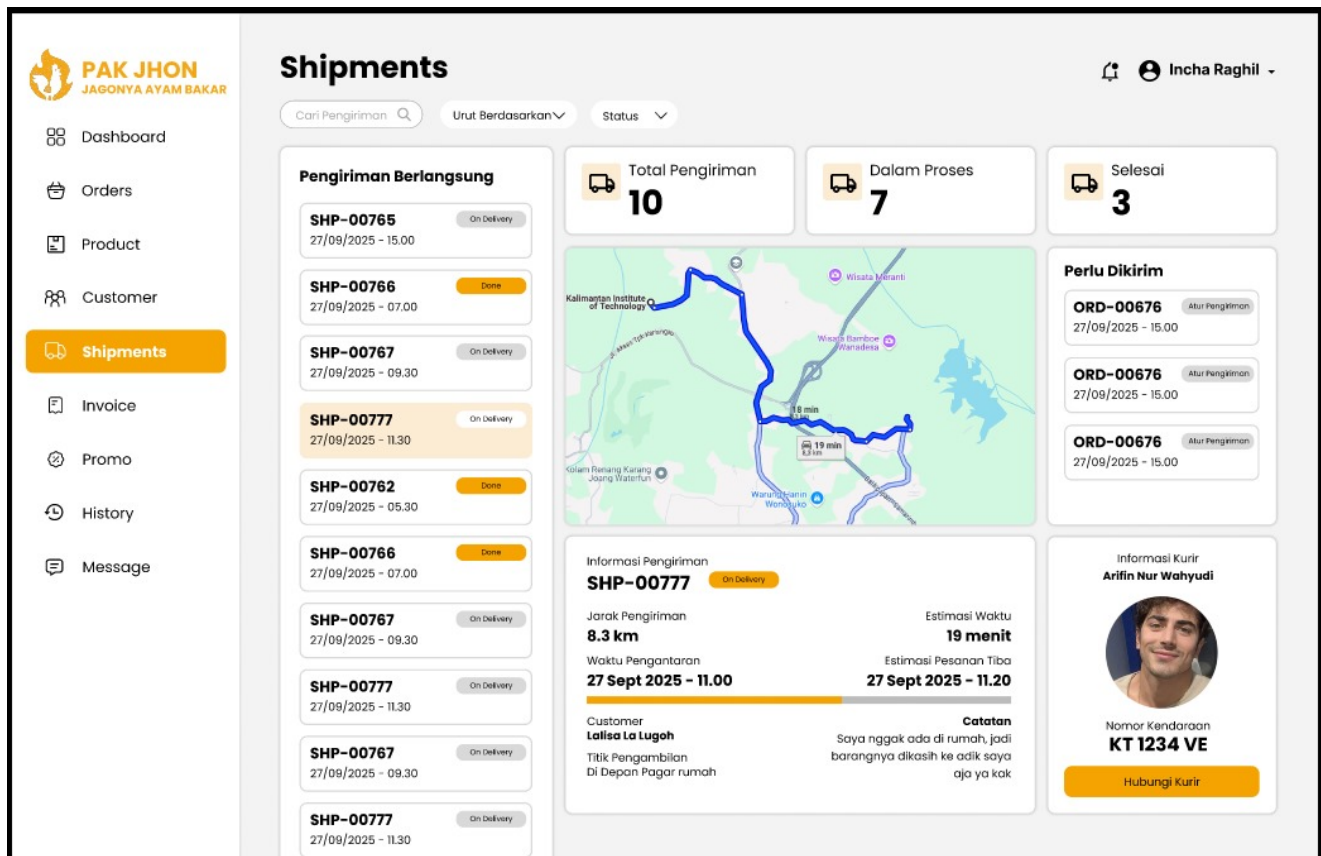 PAK JHON
JAGONYA AYAM BAKAR
Dashboard
Orders
Product
Customer
Shipments
Invoice
Promo
History
Message
Shipments
Incha Raghil
Cari Pengiriman
Urut Berdasarkan
Status
Pengiriman Berlangsung
SHP-00765 On Delivery
27/09/2025 - 15.00
SHP-00766 Done
27/09/2025 - 07.00
SHP-00767 On Delivery
27/09/2025 - 09.30
SHP-00777 On Delivery
27/09/2025 - 11.30
SHP-00762 Done
27/09/2025 - 05.30
SHP-00766 Done
27/09/2025 - 07.00
SHP-00767 On Delivery
27/09/2025 - 09.30
SHP-00777 On Delivery
27/09/2025 - 11.30
SHP-00767 On Delivery
27/09/2025 - 09.30
SHP-00777 On Delivery
27/09/2025 - 11.30
Total Pengiriman
10
Dalam Proses
7
Selesai
3
Kalimantan Institute
of Technology
Wisata Meranti
Wisata Bamboe
Wanadesa
18 min
19 min
8,3 km
Kolam Renang Karang
Joang Waterfun
Warung Hanin
Wonoluko
Perlu Dikirim
ORD-00676 Atur Pengiriman
27/09/2025 - 15.00
ORD-00676 Atur Pengiriman
27/09/2025 - 15.00
ORD-00676 Atur Pengiriman
27/09/2025 - 15.00
Informasi Pengiriman
SHP-00777 On Delivery
Jarak Pengiriman
8.3 km
Estimasi Waktu
19 menit
Waktu Pengantaran
27 Sept 2025 - 11.00
Estimasi Pesanan Tiba
27 Sept 2025 - 11.20
Customer
Lalisa La Lugoh
Titik Pengambilan
Di Depan Pagar rumah
Catatan
Saya nggak ada di rumah, jadi
barangnya dikasih ke adik saya
aja ya kak
Informasi Kurir
Arifin Nur Wahyudi
Nomor Kendaraan
KT 1234 VE
Hubungi Kurir